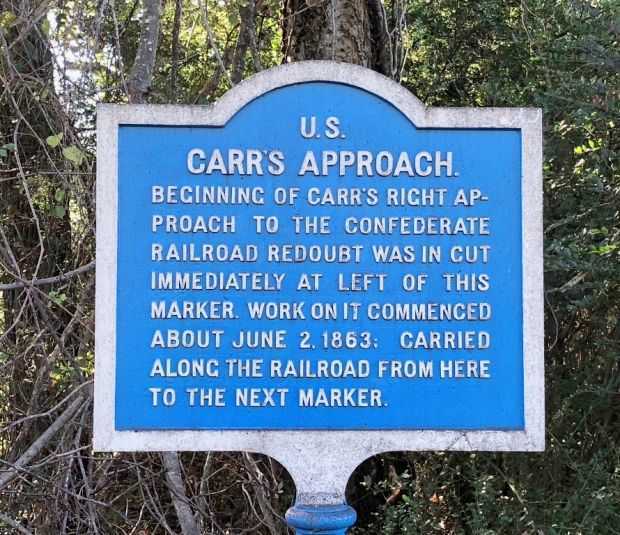 U.S.
CARR'S APPROACH.
BEGINNING OF CARR'S RIGHT AP-
PROACH TO THE CONFEDERATE
RAILROAD REDOUBT WAS IN CUT
IMMEDIATELY AT LEFT OF THIS
MARKER. WORK ON IT COMMENCED
ABOUT JUNE 2, 1863; CARRIED
ALONG THE RAILROAD FROM HERE
TO THE NEXT MARKER.